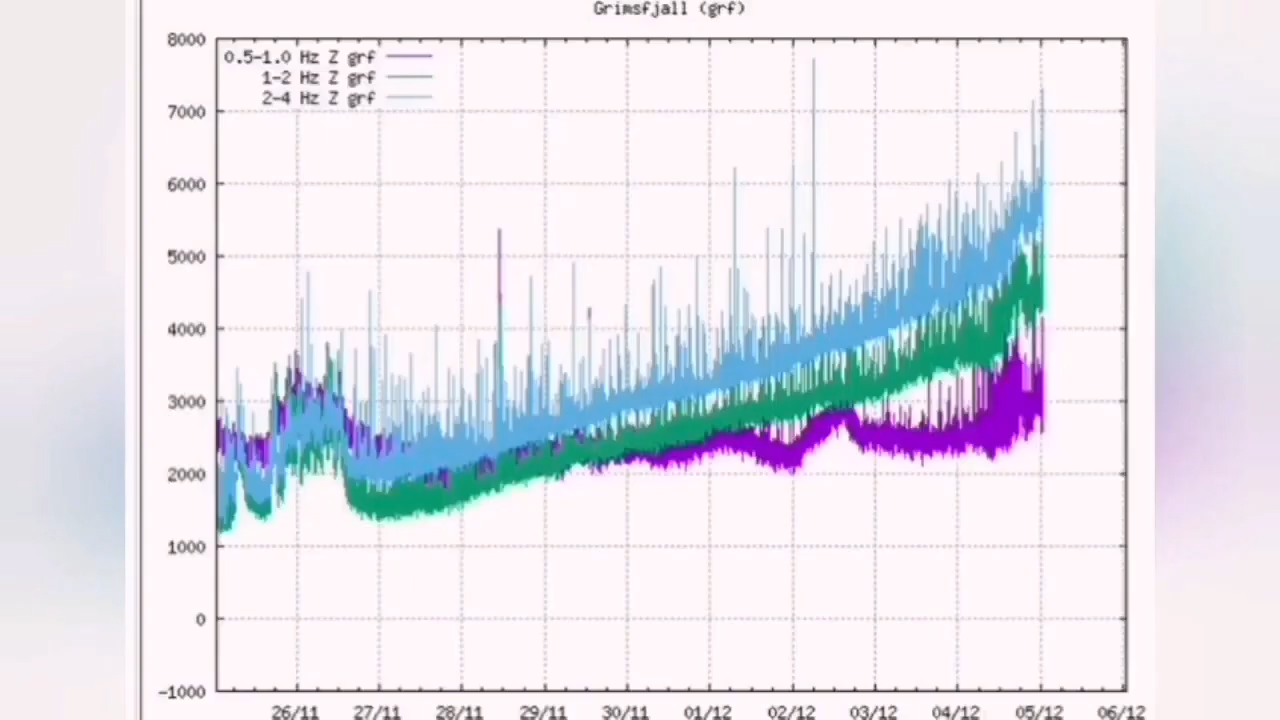 Grimsfjall (grf)
8000
0.5-1.0 Hz Z grf
1-2 Hz Z grf
2-4 Hz Z grf
7000
6000
5000
4000
3000
2000
1000
0
-1000
26/11 27/11 28/11 29/11 30/11 01/12 02/12 03/12 04/12 05/12 06/12